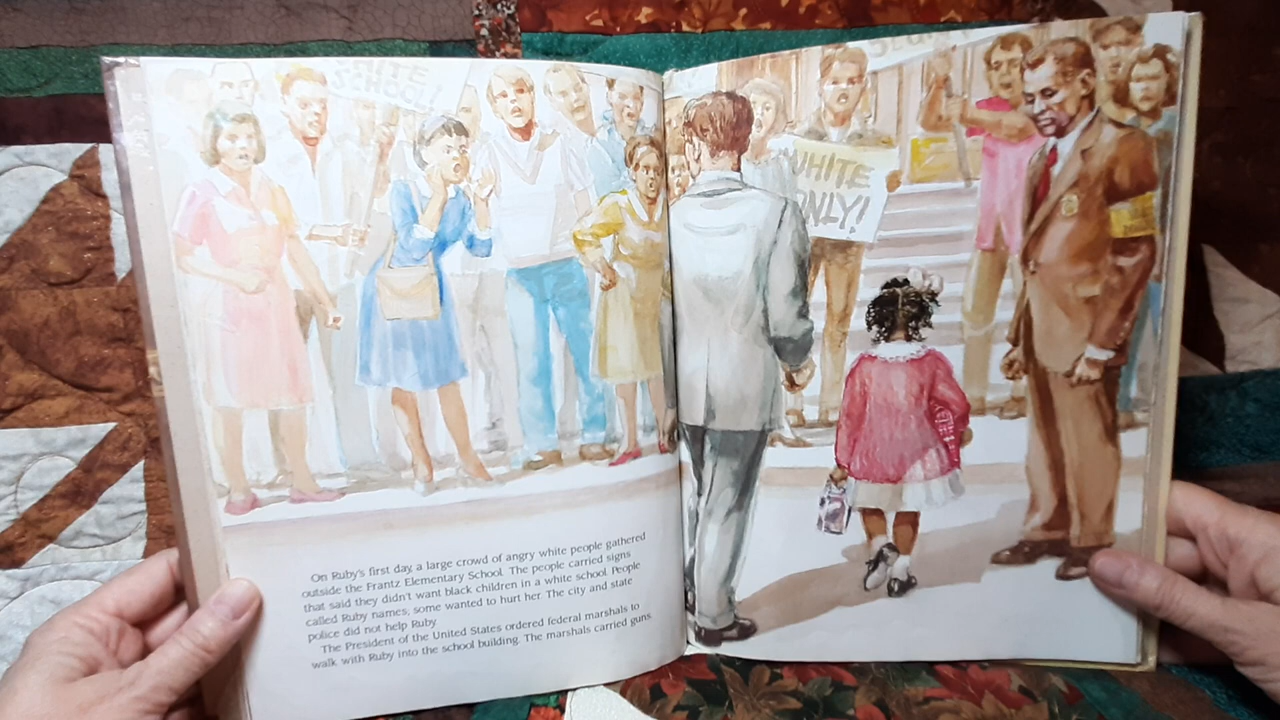 HITE
SCHOOL!
WHITE
ONLY!
On Ruby's first day, a large crowd of angry white people gathered
outside the Frantz Elementary School. The people carried signs
that said they didn't want black children in a white school. People
called Ruby names; some wanted to hurt her. The city and state
police did not help Ruby.
The President of the United States ordered federal marshals to
walk with Ruby into the school building. The marshals carried guns.